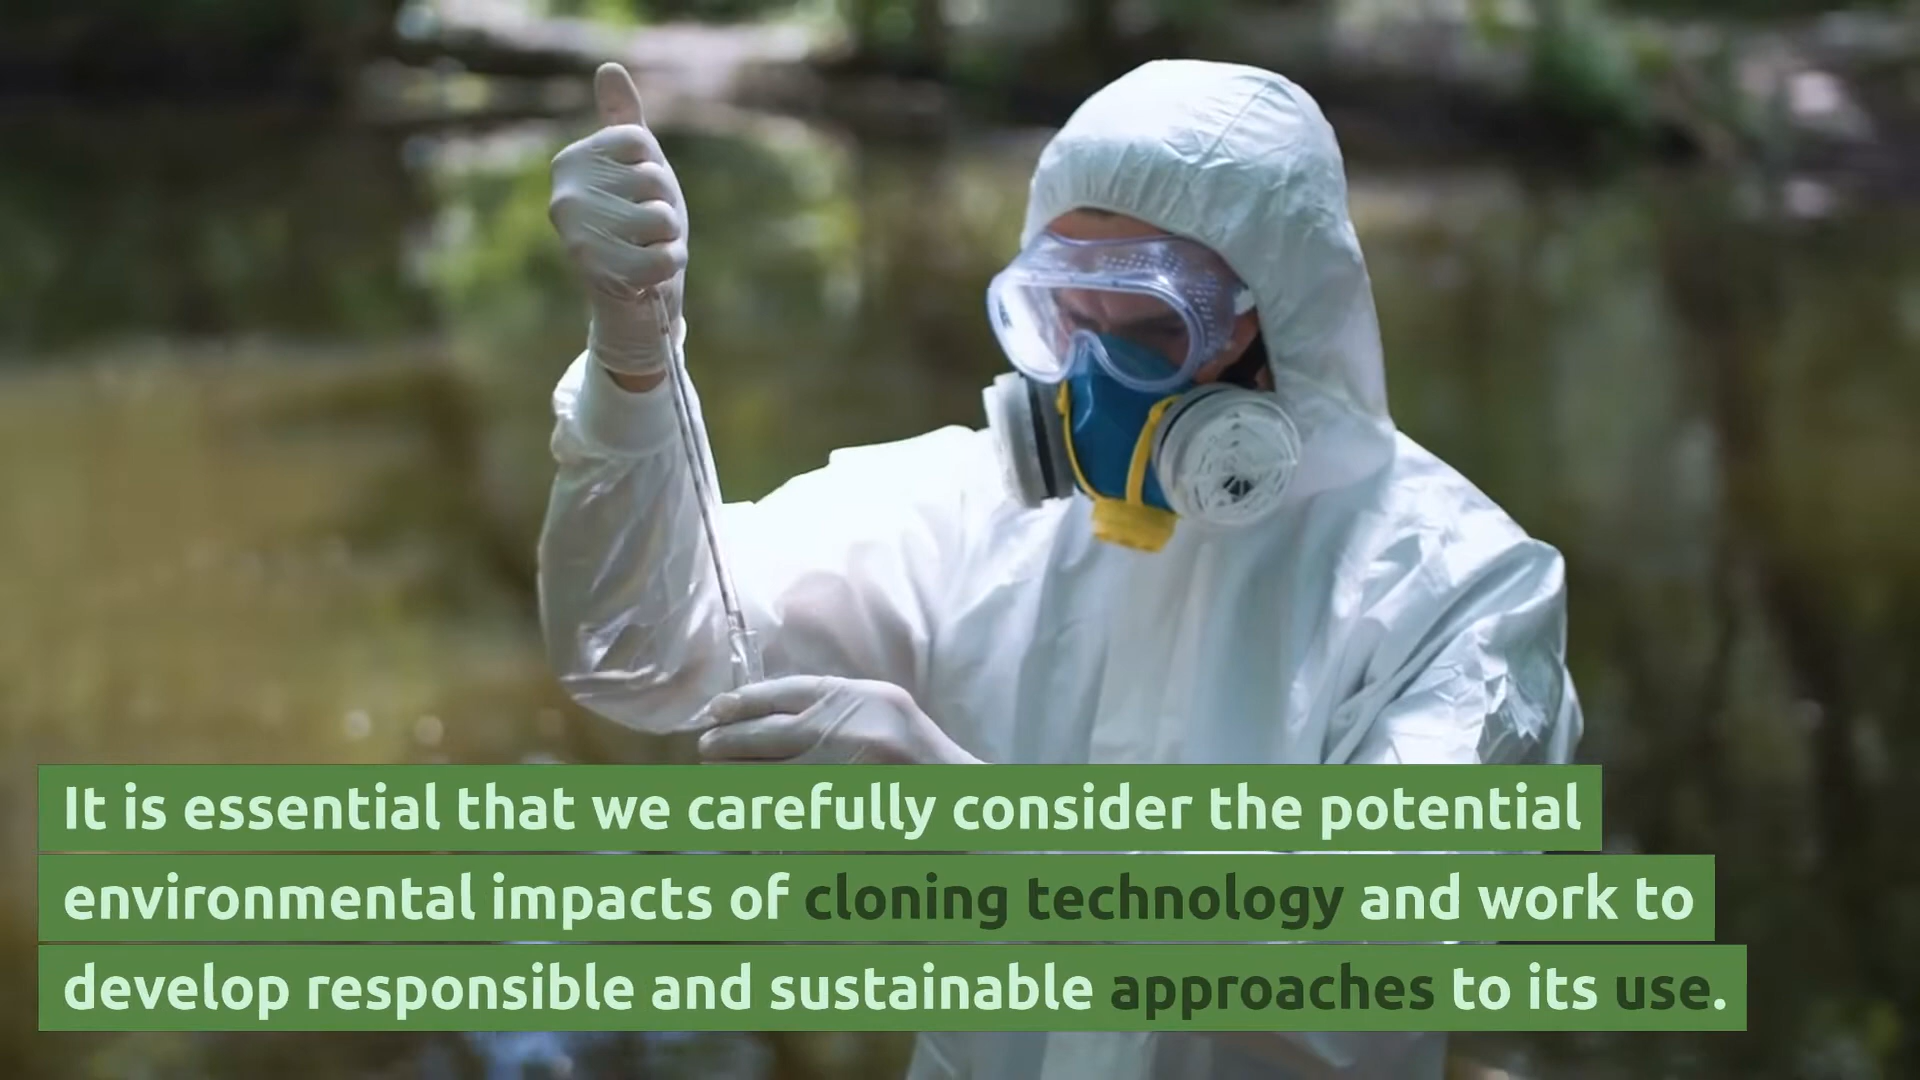 It is essential that we carefully consider the potential
environmental impacts of cloning technology and work to
develop responsible and sustainable approaches to its use.